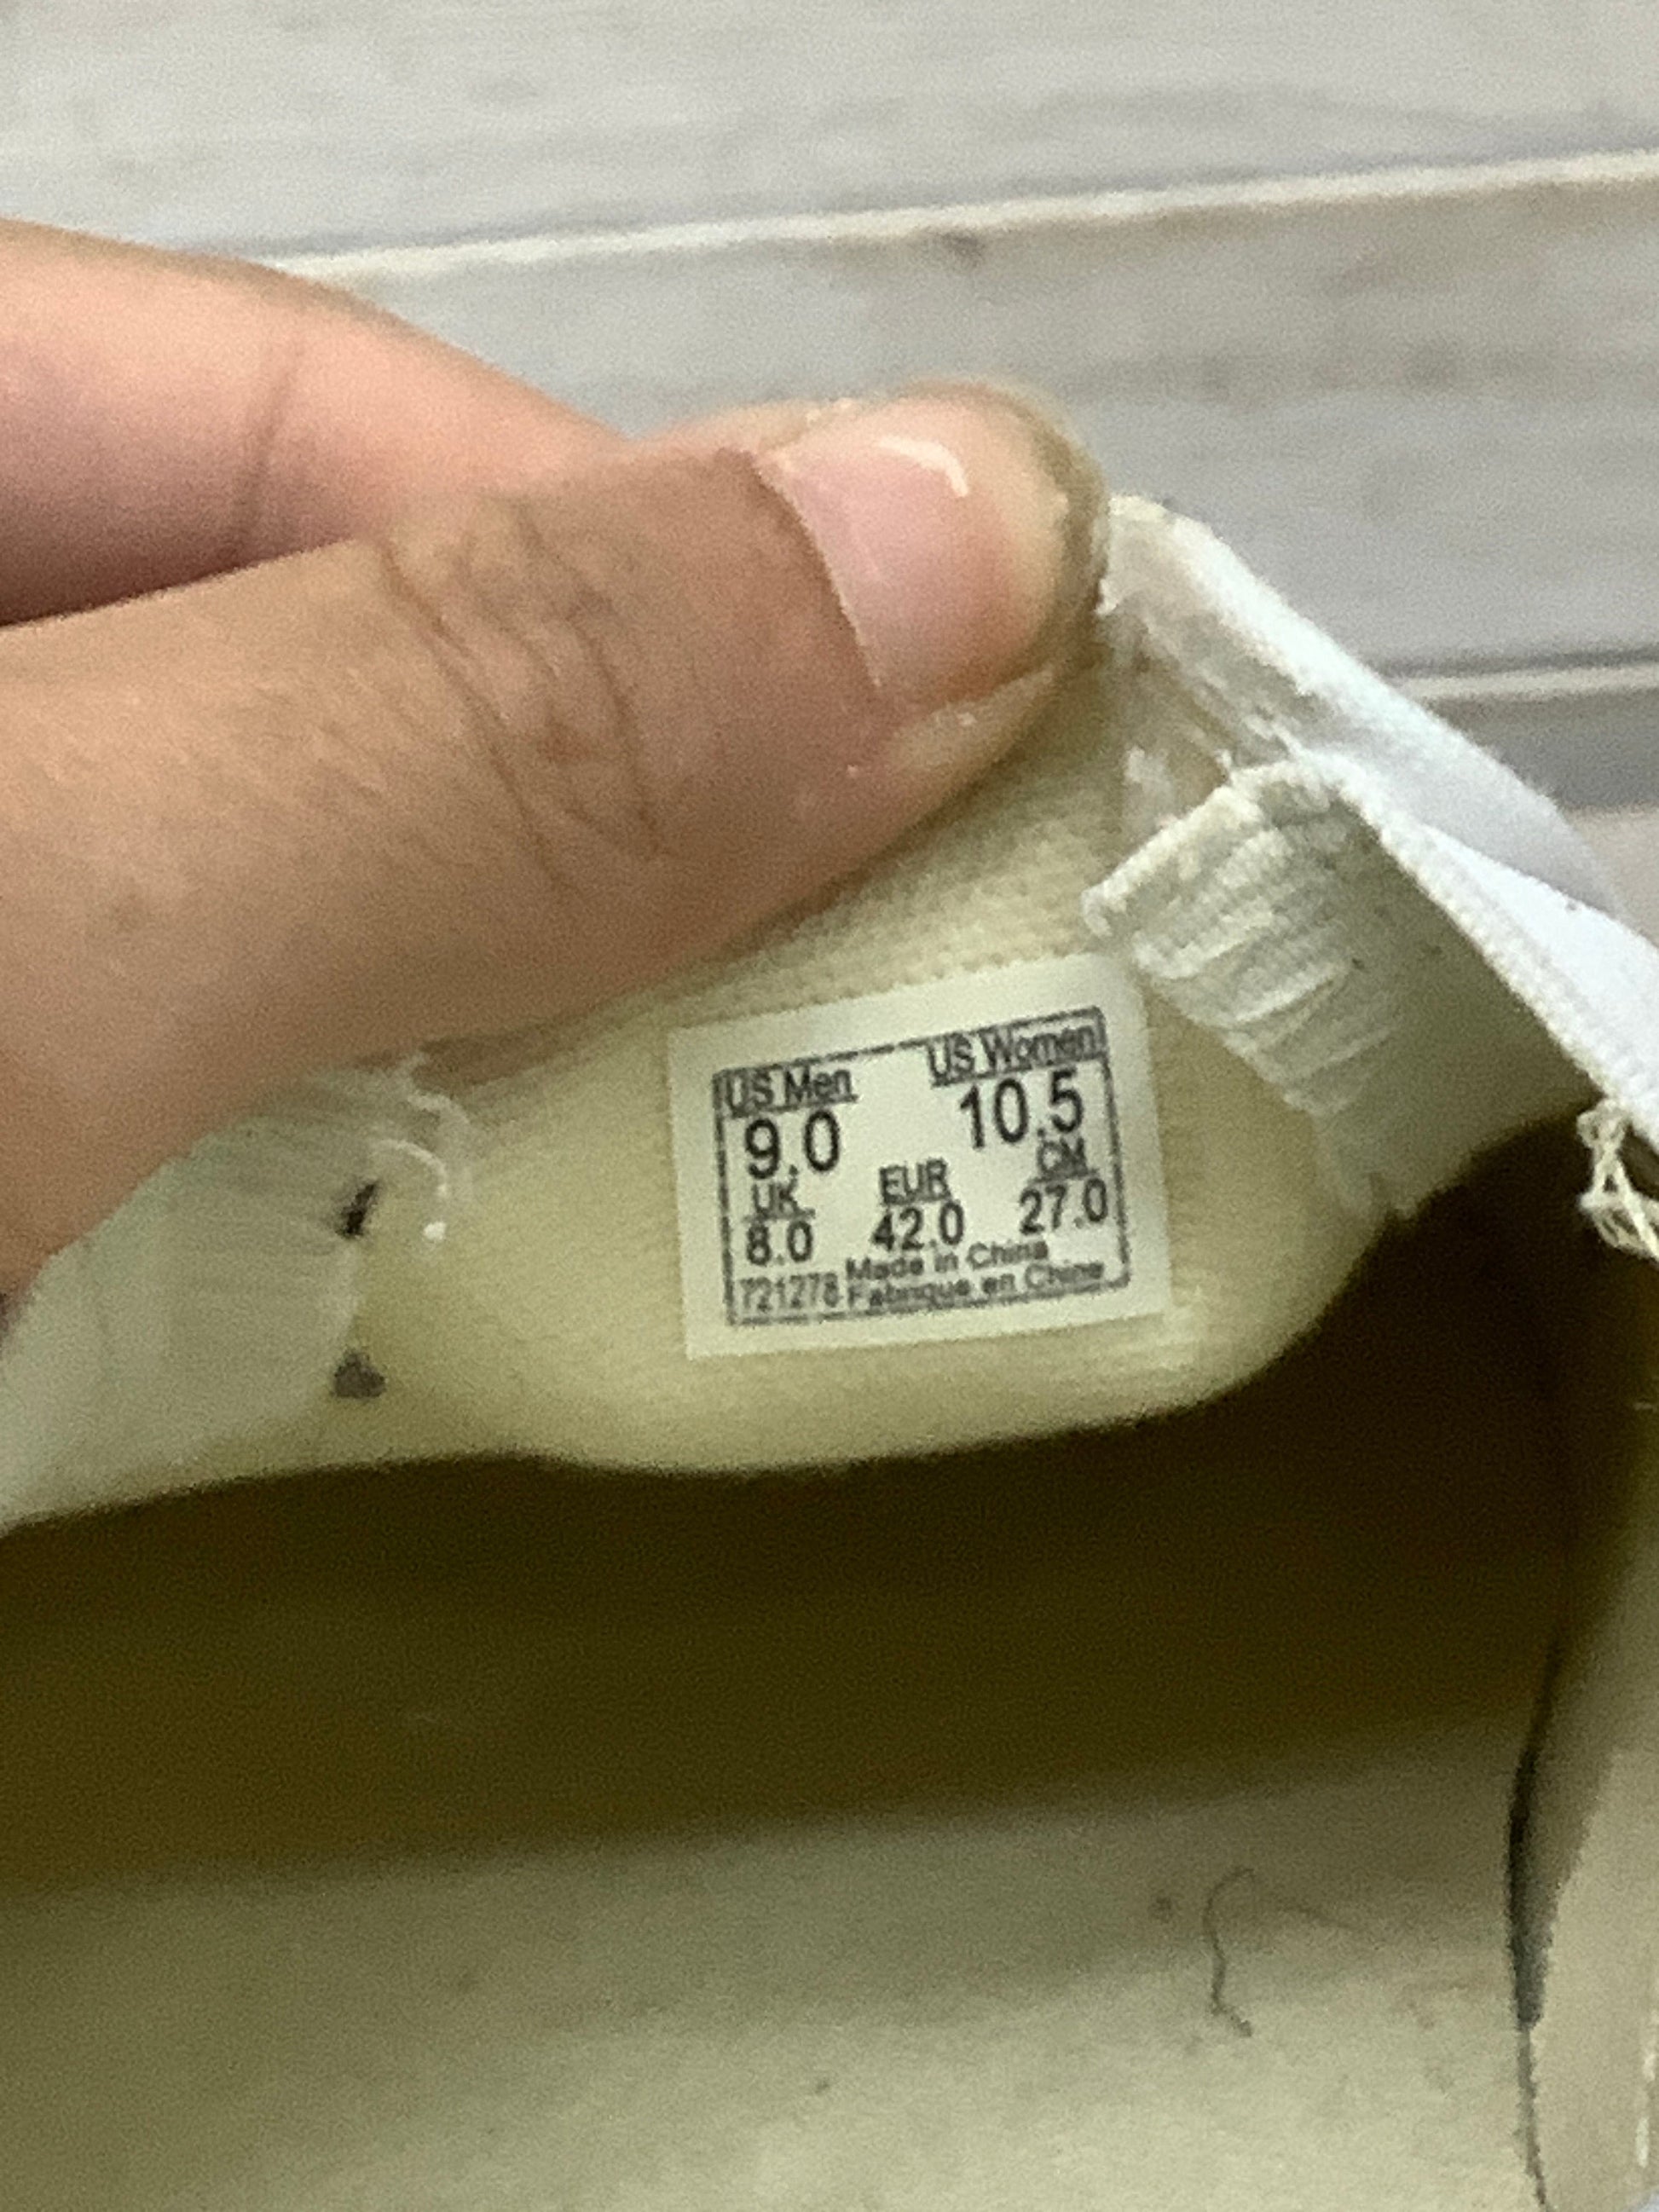 US Men US Women
9.0 10.5
UK EUR CM
8.0 42.0 27.0
Made in China
721278 Fabrique en Chine